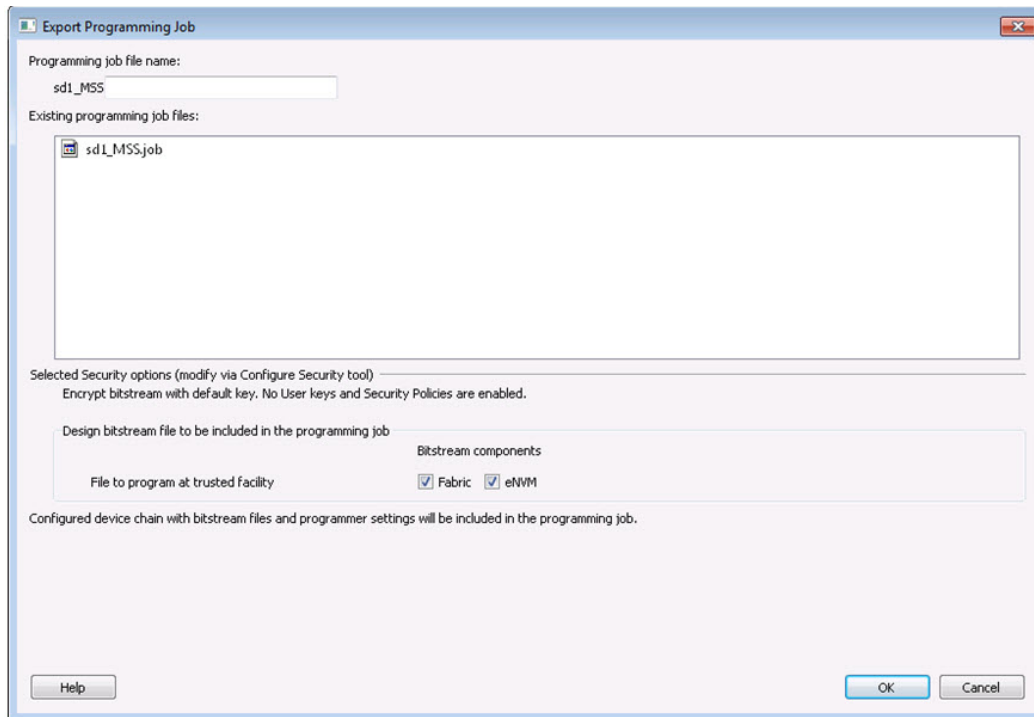 Export Programming Job
Programming job file name:
sd1_MSS
Existing programming job files:
sd1_MSS.job
Selected Security options (modify via Configure Security tool)
Encrypt bitstream with default key. No User keys and Security Policies are enabled.
Design bitstream file to be included in the programming job
Bitstream components
File to program at trusted facility Fabric eNVM
Configured device chain with bitstream files and programmer settings will be included in the programming job.
Help OK Cancel